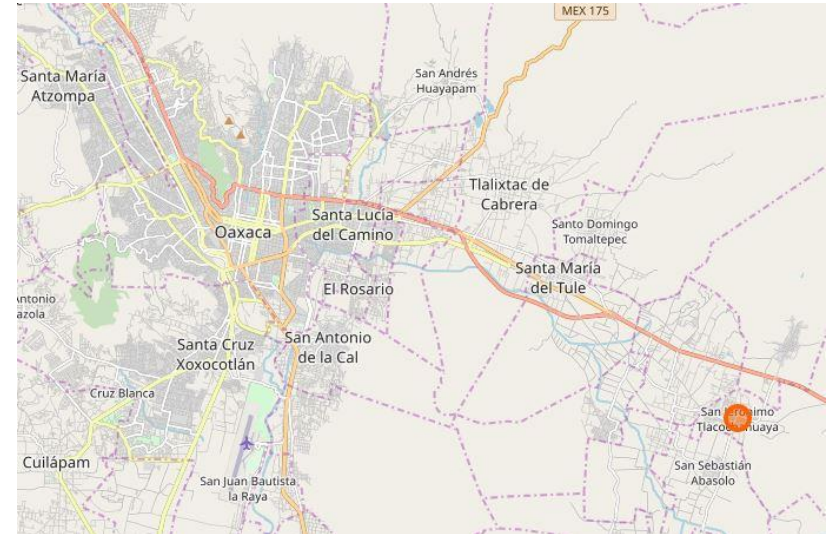 MEX 175
Santa María
Atzompa
San Andrés
Huayapam
Tlalixtac de
Cabrera
Santa Lucía
del Camino
Oaxaca
Santo Domingo
Tomaltepec
Santa María
del Tule
El Rosario
Antonio
Santa Cruz
Xoxocotlán
San Antonio
de la Cal
Cruz Blanca
San
Cuilápam
San Sebastián
Abasolo
San Juan Bautista
la Raya